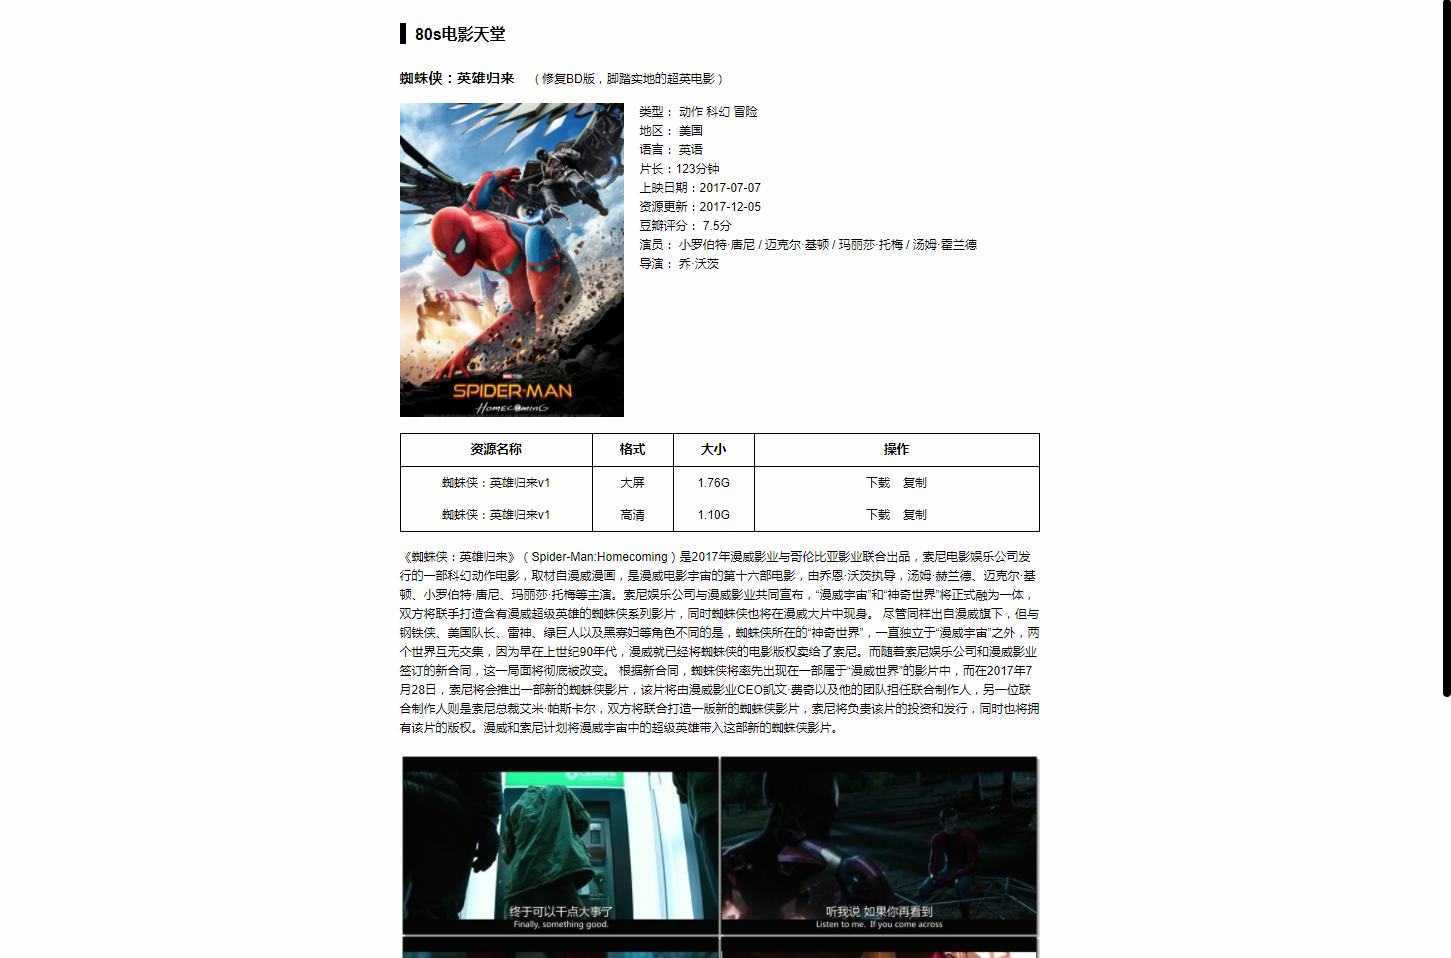 80s电影天堂
蜘蛛侠：英雄归来 （修复BD版，脚踏实地的超英电影）
类型： 动作 科幻 冒险
地区： 美国
语言： 英语
片长：123分钟
上映日期：2017-07-07
资源更新：2017-12-05
豆瓣评分： 7.5分
演员： 小罗伯特·唐尼 / 迈克尔·基顿 / 玛丽莎·托梅 / 汤姆·霍兰德
导演： 乔·沃茨
SPIDER-MAN
HOMECOMING
资源名称 格式 大小 操作
蜘蛛侠：英雄归来v1 大屏 1.76G 下载 复制
蜘蛛侠：英雄归来v1 高清 1.10G 下载 复制
《蜘蛛侠：英雄归来》（Spider-Man:Homecoming）是2017年漫威影业与哥伦比亚影业联合出品，索尼电影娱乐公司发
行的一部科幻动作电影，取材自漫威漫画，是漫威电影宇宙的第十六部电影，由乔恩·沃茨执导，汤姆·赫兰德、迈克尔·基
顿、小罗伯特·唐尼、玛丽莎·托梅等主演。索尼娱乐公司与漫威影业共同宣布，“漫威宇宙”和“神奇世界”将正式融为一体，
双方将联手打造含有漫威超级英雄的蜘蛛侠系列影片，同时蜘蛛侠也将在漫威大片中现身。 尽管同样出自漫威旗下，但与
钢铁侠、美国队长、雷神、绿巨人以及黑寡妇等角色不同的是，蜘蛛侠所在的“神奇世界”，一直独立于“漫威宇宙”之外，两
个世界互无交集，因为早在上世纪90年代，漫威就已经将蜘蛛侠的电影版权卖给了索尼。而随着索尼娱乐公司和漫威影业
签订的新合同，这一局面将彻底被改变。 根据新合同，蜘蛛侠将率先出现在一部属于“漫威世界”的影片中，而在2017年7
月28日，索尼将会推出一部新的蜘蛛侠影片，该片将由漫威影业CEO凯文·费奇以及他的团队担任联合制作人，另一位联
合制作人则是索尼总裁艾米·帕斯卡尔，双方将联合打造一版新的蜘蛛侠影片，索尼将负责该片的投资和发行，同时也将拥
有该片的版权。漫威和索尼计划将漫威宇宙中的超级英雄带入这部新的蜘蛛侠影片。
终于可以干点大事了
Finally, something good.
听我说 如果你再看到
Listen to me. If you come across